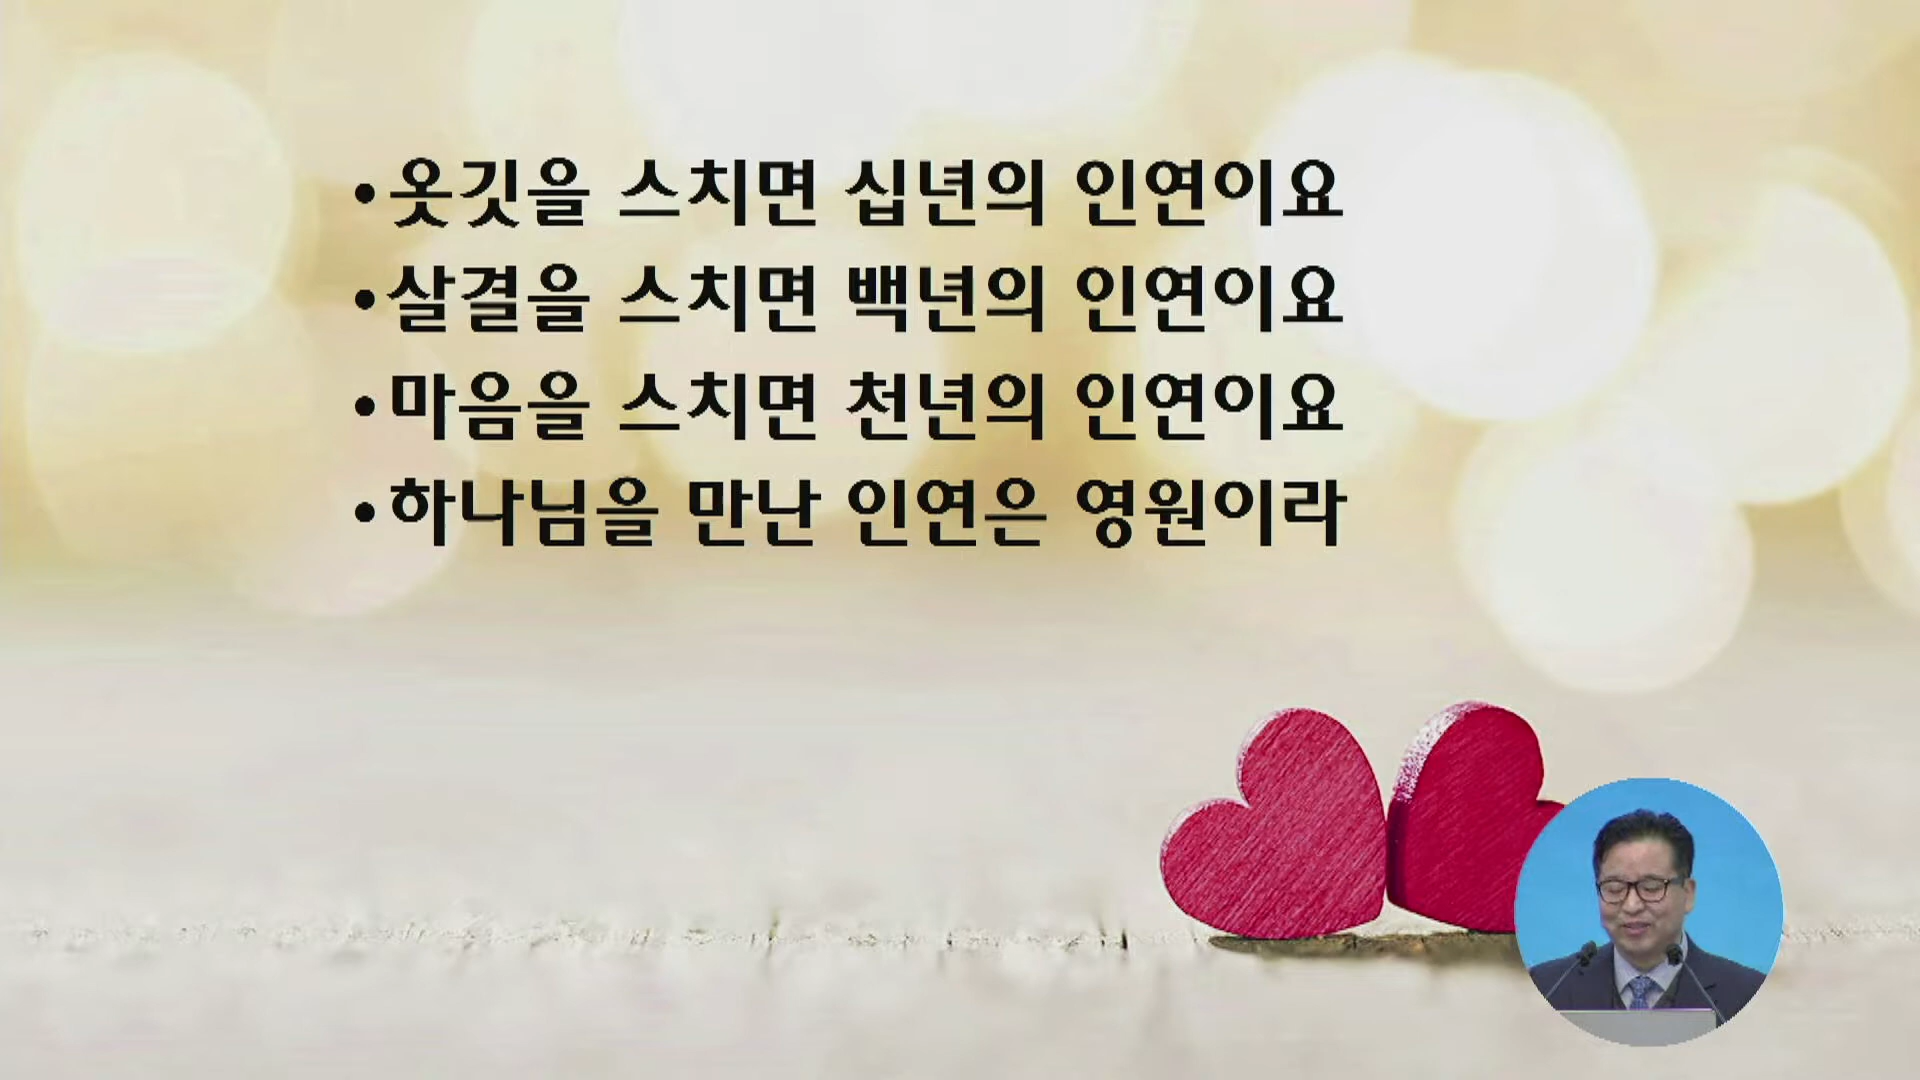 • 옷깃을 스치면 십년의 인연이요
• 살결을 스치면 백년의 인연이요
• 마음을 스치면 천년의 인연이요
• 하나님을 만난 인연은 영원이라